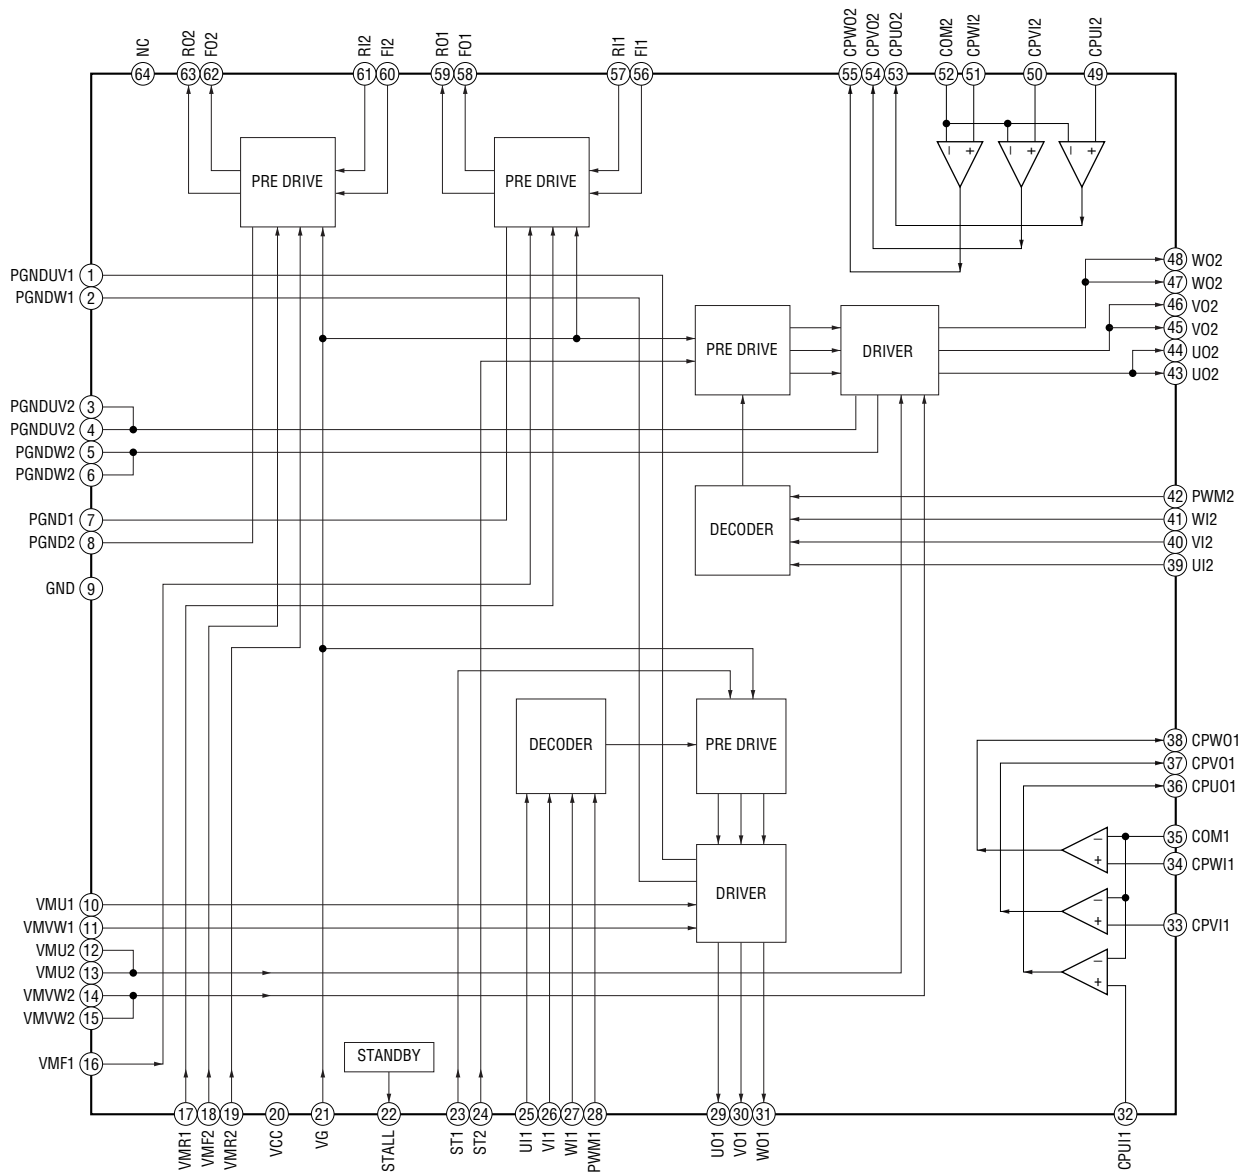 NC
RO2
FO2
RI2
FI2
RO1
FO1
RI1
FI1
CPWO2
CPVO2
CPUO2
COM2
CPWI2
CPVI2
CPUI2
64
63
62
61
60
59
58
57
56
55
54
53
52
51
50
49
PRE DRIVE
PRE DRIVE
− +
− +
− +
PGNDUV1 1
PGNDW1 2
48 WO2
47 WO2
46 VO2
45 VO2
44 UO2
43 UO2
PRE DRIVE
DRIVER
PGNDUV2 3
PGNDUV2 4
PGNDW2 5
PGNDW2 6
PGND1 7
PGND2 8
GND 9
DECODER
42 PWM2
41 WI2
40 VI2
39 UI2
DECODER
PRE DRIVE
38 CPWO1
37 CPVO1
36 CPUO1
35 COM1
34 CPWI1
33 CPVI1
−
+
−
+
−
+
DRIVER
VMU1 10
VMVW1 11
VMU2 12
VMU2 13
VMVW2 14
VMVW2 15
VMF1 16
STANDBY
17
18
19
20
21
22
23
24
25
26
27
28
29
30
31
32
VMR1
VMF2
VMR2
VCC
VG
STALL
ST1
ST2
UI1
VI1
WI1
PWM1
UO1
VO1
WO1
CPUI1